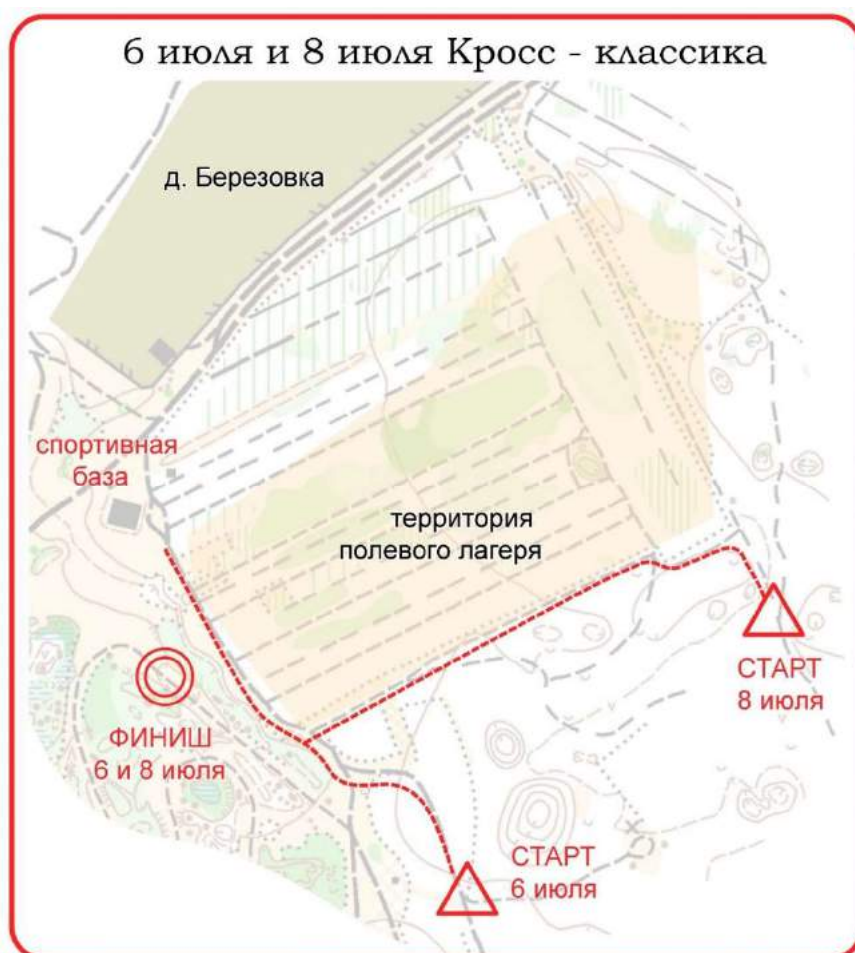 6 июля и 8 июля Кросс - классика
д. Березовка
спортивная
база
территория
полевого лагеря
СТАРТ
8 июля
ФИНИШ
6 и 8 июля
СТАРТ
6 июля